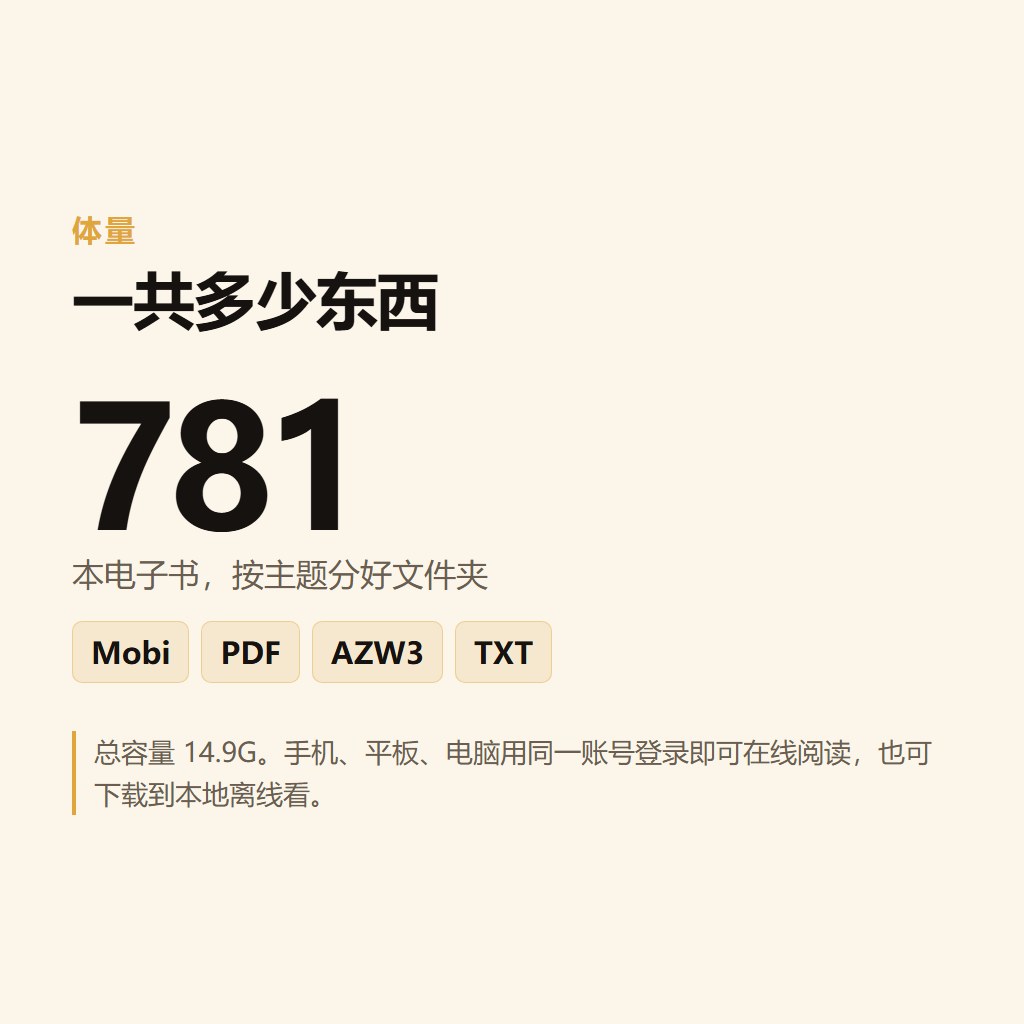 体量
一共多少东西
781
本电子书，按主题分好文件夹
Mobi PDF AZW3 TXT
总容量 14.9G。手机、平板、电脑用同一账号登录即可在线阅读，也可
下载到本地离线看。